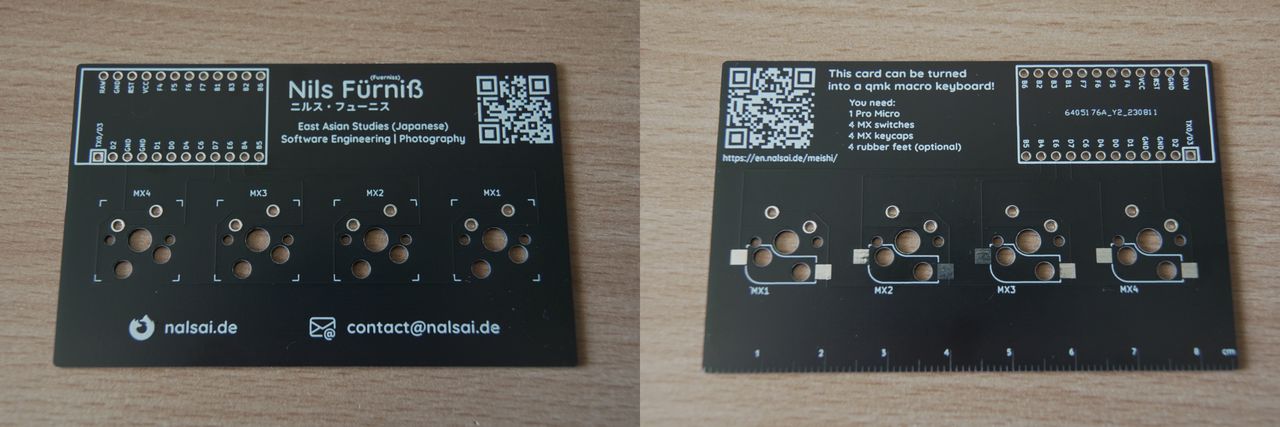 RAW GND RST VCC F4 F5 F6 F7 B1 B3 B2 B6
(Fuerniss)
Nils Fürniß
ニルス・フューニス
East Asian Studies (Japanese)
Software Engineering | Photography
TX0/D3 D2 GND GND D1 D0 D4 C6 D7 E6 B4 B5
MX4 MX3 MX2 MX1
nalsai.de
contact@nalsai.de
This card can be turned
into a qmk macro keyboard!
You need:
1 Pro Micro
4 MX switches
4 MX keycaps
4 rubber feet (optional)
https://en.nalsai.de/meishi/
B6 B2 B3 B1 F7 F6 F5 F4 VCC RST GND RAW
6405176A_Y2_230811
B5 B4 E6 D7 C6 D4 D0 D1 GND GND D2 TX0/D3
MX1 MX2 MX3 MX4
1 2 3 4 5 6 7 8 cm